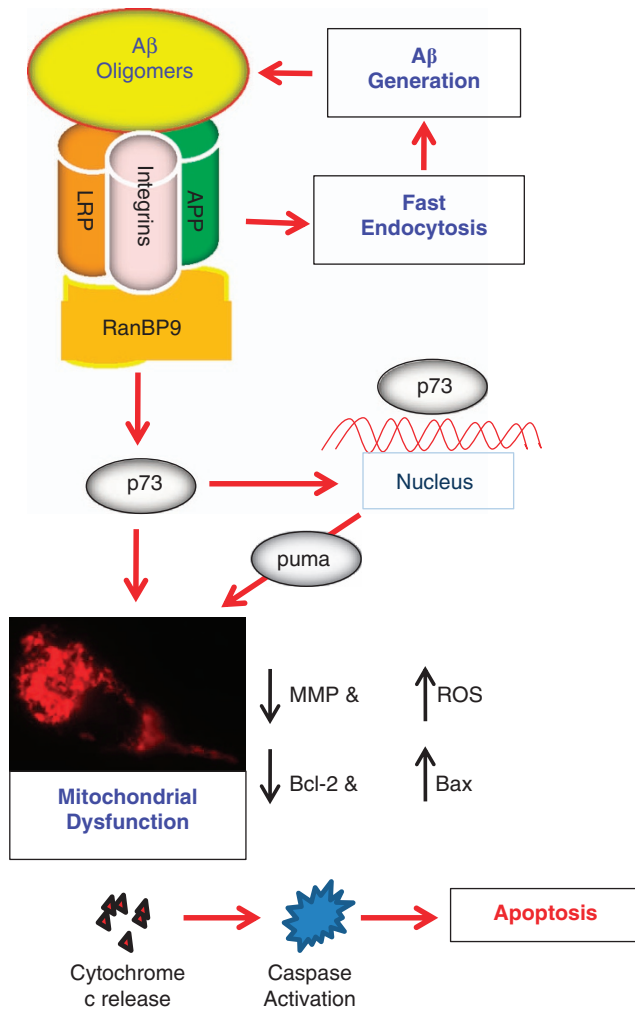 Aβ
Oligomers
Aβ
Generation
LRP
Integrins
APP
Fast
Endocytosis
RanBP9
p73
p73
Nucleus
puma
MMP &
ROS
Bcl-2 &
Bax
Mitochondrial
Dysfunction
Cytochrome
c release
Caspase
Activation
Apoptosis